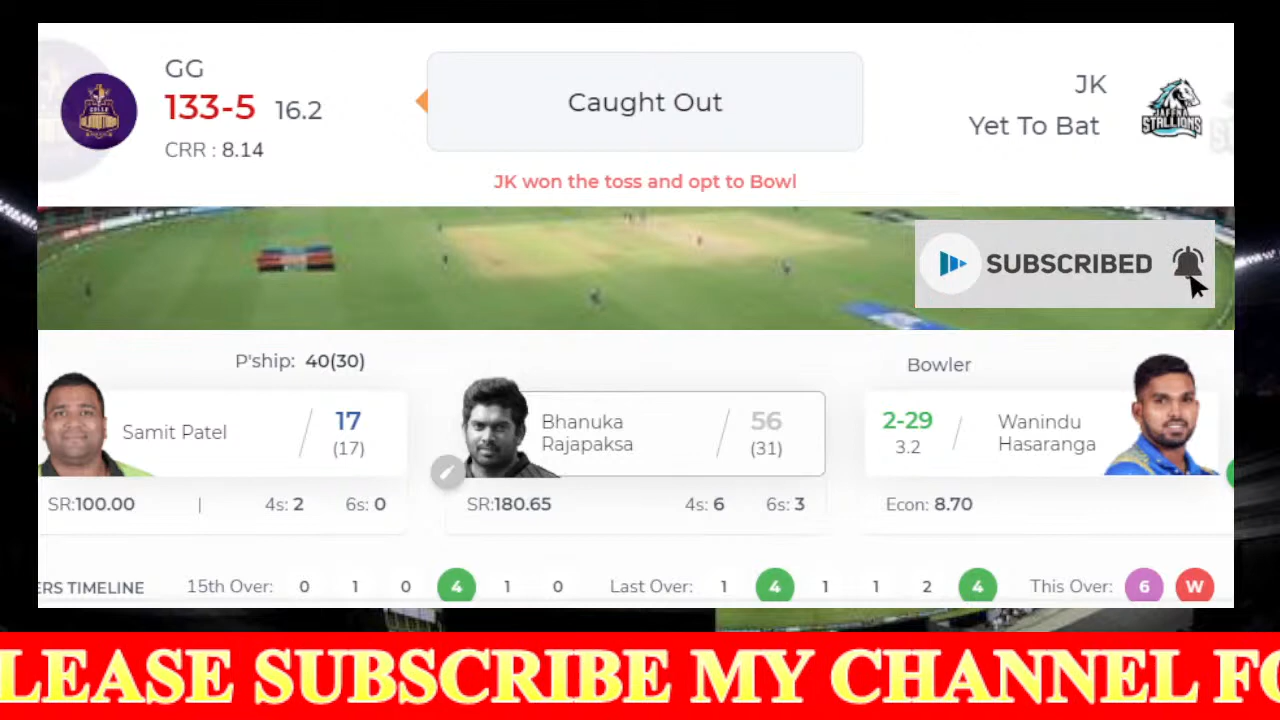 GG
133-5 16.2
CRR : 8.14
Caught Out
JK won the toss and opt to Bowl
JK
Yet To Bat
JAFFNA
STALLIONS
SUBSCRIBED
P'ship: 40(30)
Samit Patel
17
(17)
SR:100.00 | 4s: 2 6s: 0
Bhanuka
Rajapaksa
56
(31)
SR:180.65 4s: 6 6s: 3
Bowler
2-29
3.2
Wanindu
Hasaranga
Econ: 8.70
ERS TIMELINE 15th Over: 0 1 0 4 1 0 Last Over: 1 4 1 1 2 4 This Over: 6 W
LEASE SUBSCRIBE MY CHANNEL FO